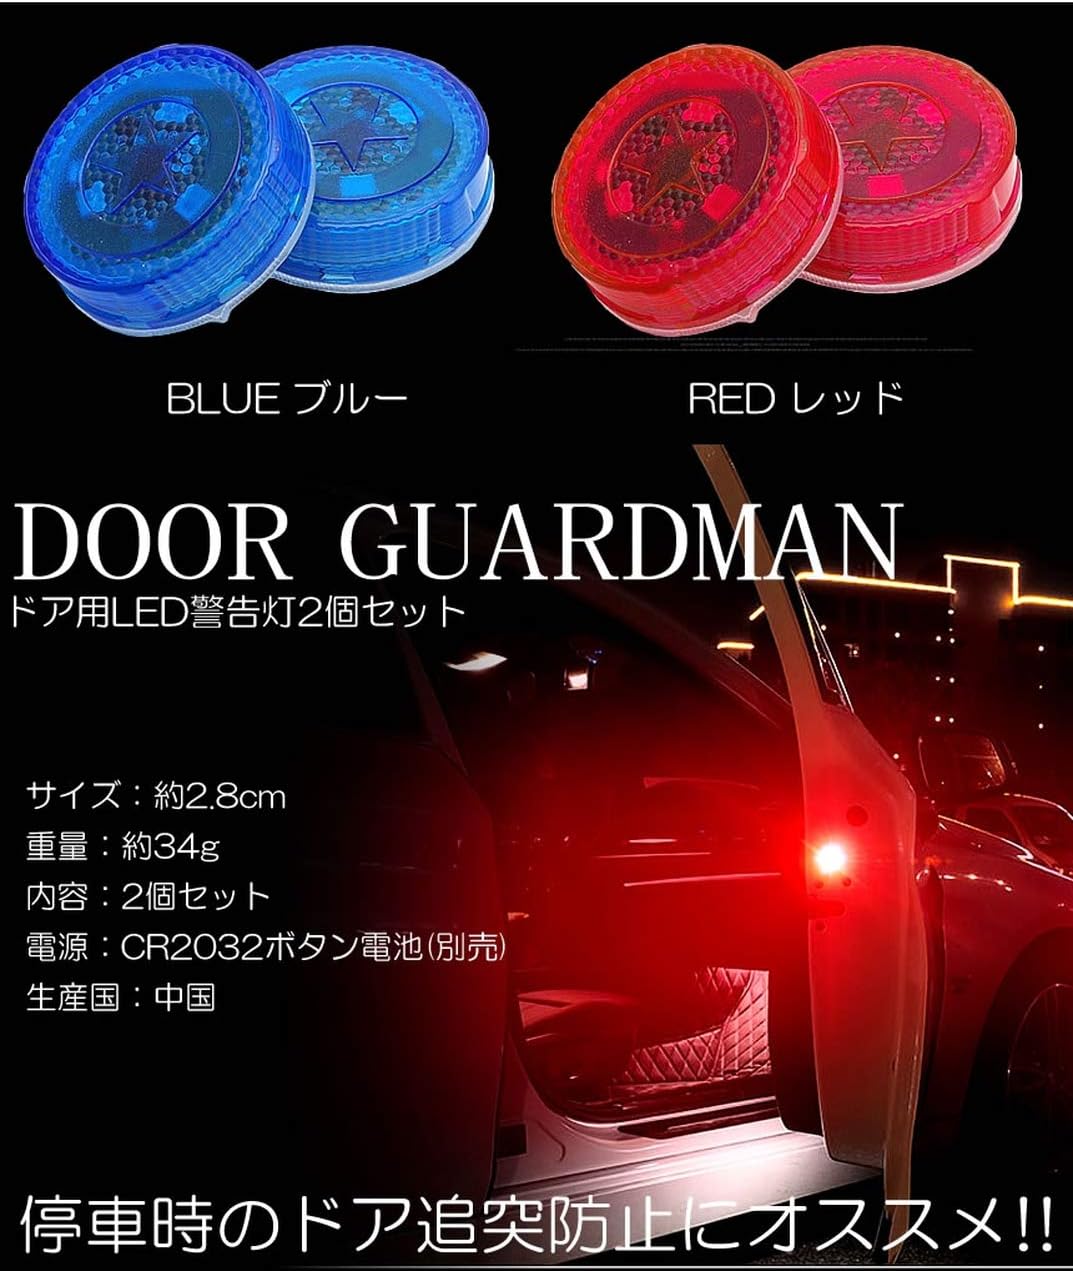 BLUE ブルー
RED レッド
DOOR GUARDMAN
ドア用LED警告灯2個セット
サイズ：約2.8cm
重量：約34g
内容：2個セット
電源：CR2032ボタン電池(別売)
生産国：中国
停車時のドア追突防止にオススメ!!